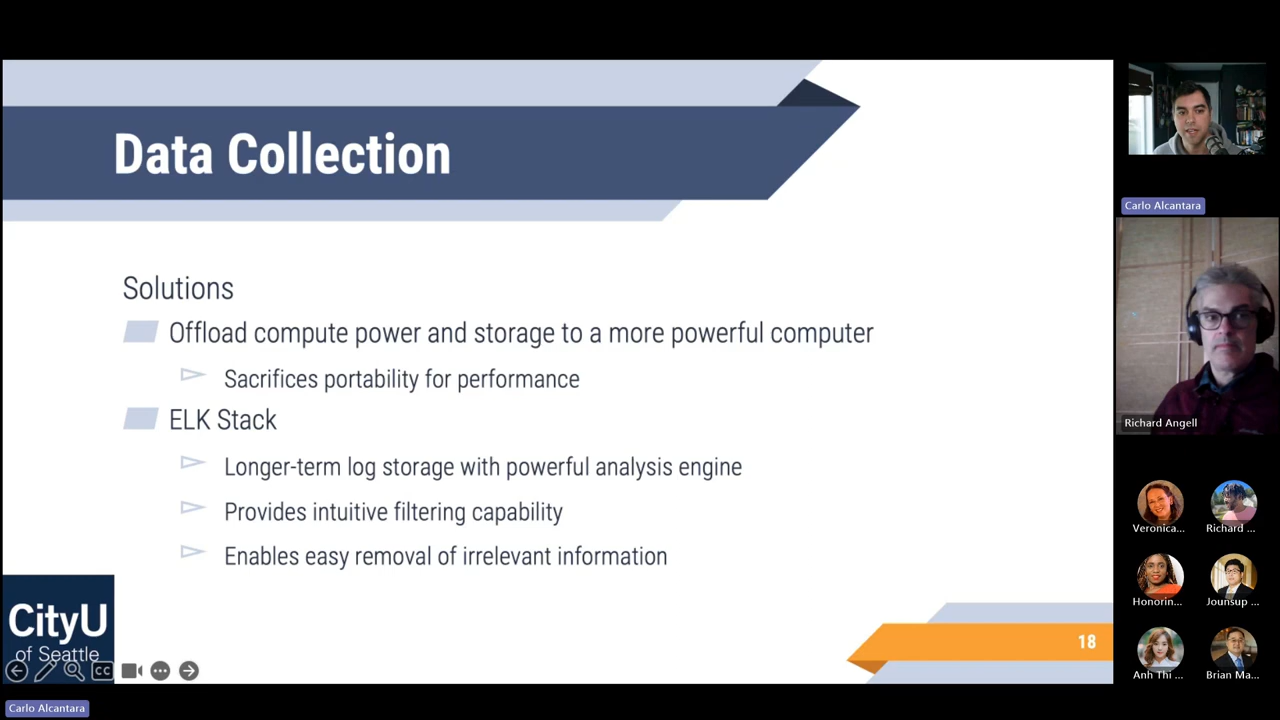 Data Collection
Solutions
Offload compute power and storage to a more powerful computer
Sacrifices portability for performance
ELK Stack
Longer-term log storage with powerful analysis engine
Provides intuitive filtering capability
Enables easy removal of irrelevant information
CityU
of Seattle
CC
18
Carlo Alcantara
Carlo Alcantara
Richard Angell
Veronica...
Richard ...
Honorin...
Jounsup ...
Anh Thi ...
Brian Ma...